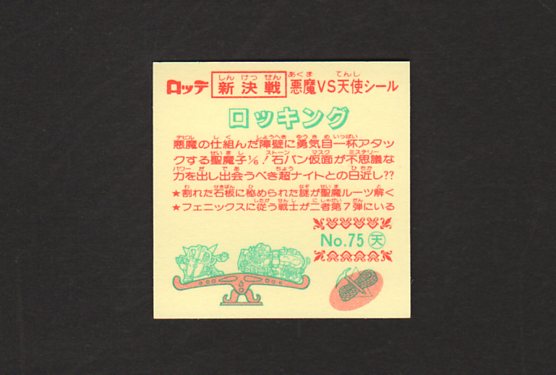 ロッテ 新決戦 悪魔VS天使シール
ロッキング
悪魔の仕組んだ障壁に勇気目一杯アタッ
クする聖魔子⅙!石パン仮面が不思議な
力を出し出会うべき超ナイトとの日近し??
★割れた石板に秘められた謎が聖魔ルーツ解く
★フェニックスに従う戦士が二者第7弾にいる
No.75 天